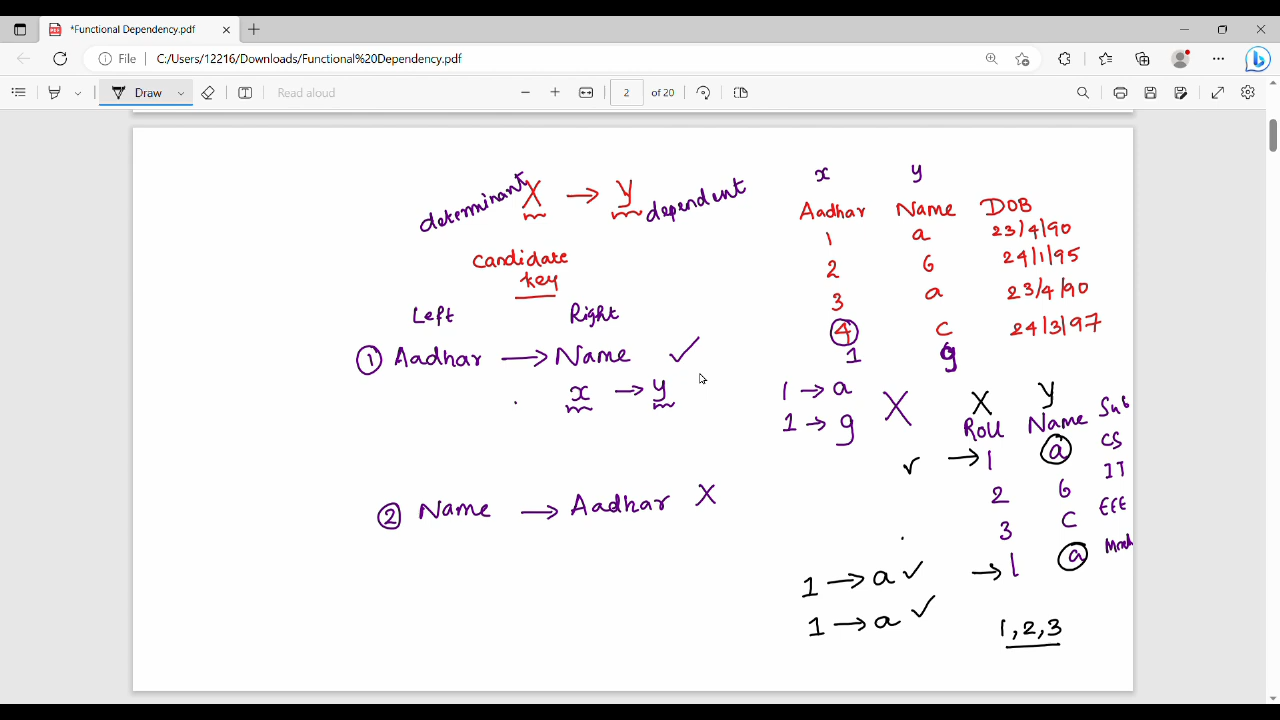 *Functional Dependency.pdf
File C:/Users/12216/Downloads/Functional%20Dependency.pdf
Draw Read aloud 2 of 20
determinant X → y dependent
Candidate
key
Left Right
① Aadhar → Name ✓
x → y
② Name → Aadhar X
x y
Aadhar Name DOB
1 a 23/4/90
2 b 24/1/95
3 a 23/4/90
4 c 24/3/97
1 g
1 → a X
1 → g
X y
Roll Name Sub
r → 1 a CS
2 b IT
3 c EEE
→ 1 a Mech
1 → a ✓
1 → a ✓
1,2,3